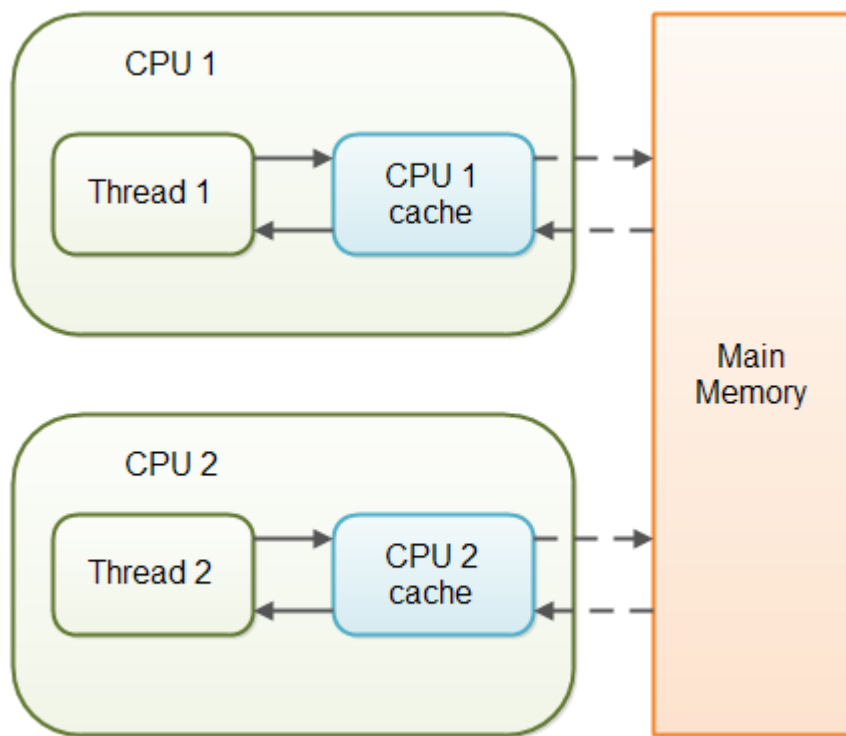 CPU 1
Thread 1
CPU 1
cache
Main
Memory
CPU 2
Thread 2
CPU 2
cache